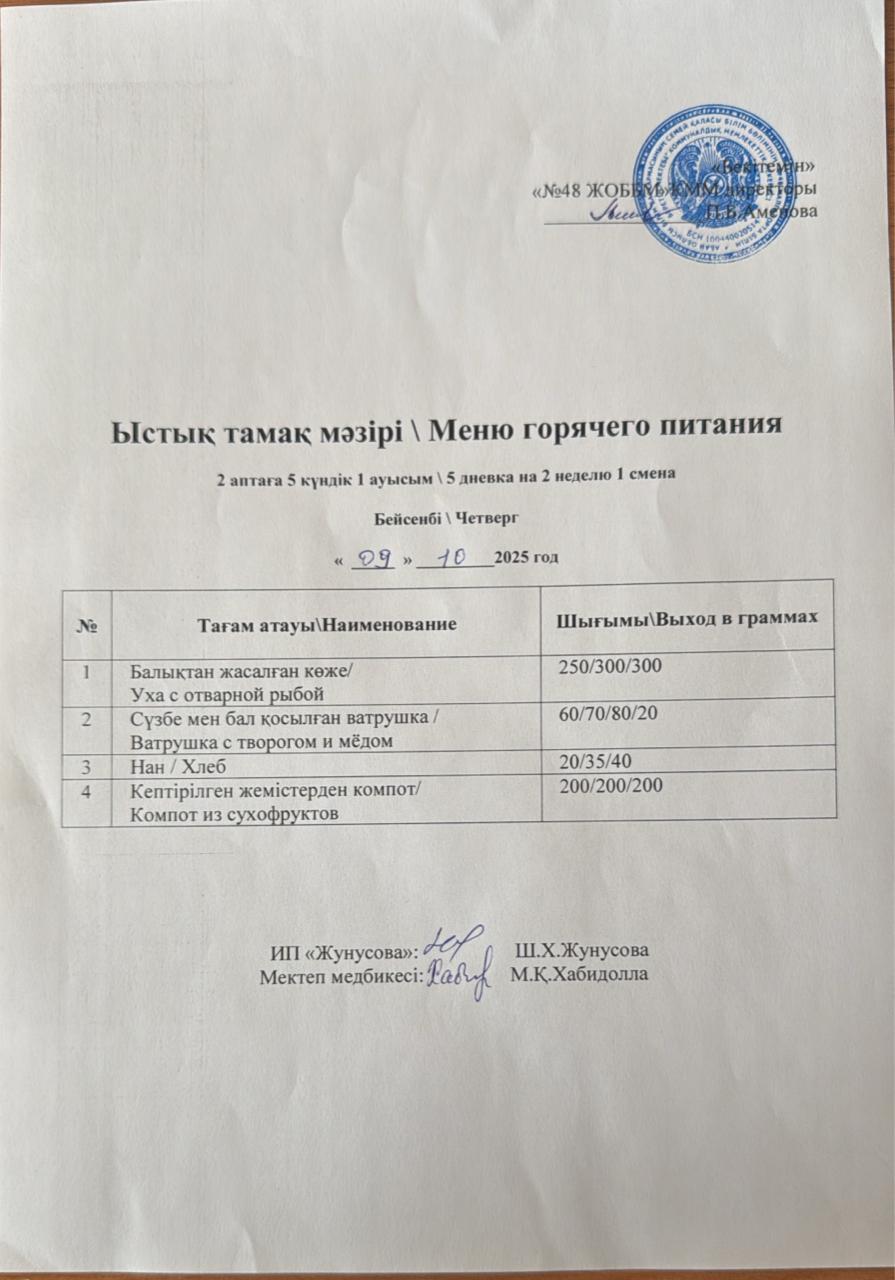 «Бекітемін»
«№48 ЖОББМ»КММ директоры
П.Б.Аменова
Ыстық тамақ мәзірі \ Меню горячего питания
2 аптаға 5 күндік 1 ауысым \ 5 дневка на 2 неделю 1 смена
Бейсенбі \ Четверг
« 09 » 10 2025 год
№ Тағам атауы\Наименование Шығымы\Выход в граммах
1 Балықтан жасалған көже/ 250/300/300
Уха с отварной рыбой
2 Сүзбе мен бал қосылған ватрушка / 60/70/80/20
Ватрушка с творогом и мёдом
3 Нан / Хлеб 20/35/40
4 Кептірілген жемістерден компот/ 200/200/200
Компот из сухофруктов
ИП «Жунусова»: Ш.Х.Жунусова
Мектеп медбикесі: М.Қ.Хабидолла